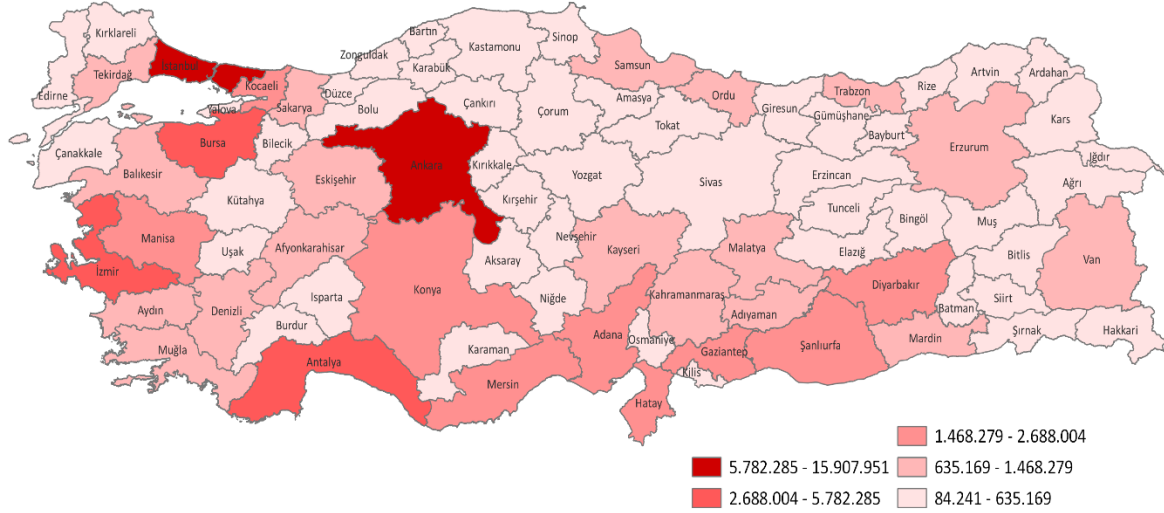 Kırklareli
Bartın
Sinop
Kastamonu
Zonguldak
İstanbul
Karabük
Samsun
Artvin
Ardahan
Tekirdağ
Kocaeli
Düzce
Ordu
Trabzon
Rize
Edirne
Yalova
Sakarya
Bolu
Çankırı
Çorum
Amasya
Giresun
Gümüşhane
Kars
Tokat
Bayburt
Bursa
Bilecik
Erzurum
Çanakkale
Iğdır
Balıkesir
Ankara
Kırıkkale
Eskişehir
Yozgat
Sivas
Erzincan
Ağrı
Kütahya
Kırşehir
Tunceli
Bingöl
Muş
Manisa
Uşak
Afyonkarahisar
Nevşehir
Kayseri
Malatya
Elazığ
Bitlis
Van
İzmir
Aksaray
Isparta
Konya
Niğde
Kahramanmaraş
Diyarbakır
Siirt
Aydın
Denizli
Adıyaman
Batman
Burdur
Adana
Osmaniye
Mardin
Şırnak
Hakkari
Muğla
Karaman
Gaziantep
Şanlıurfa
Antalya
Kilis
Mersin
Hatay
1.468.279 - 2.688.004
5.782.285 - 15.907.951
635.169 - 1.468.279
2.688.004 - 5.782.285
84.241 - 635.169